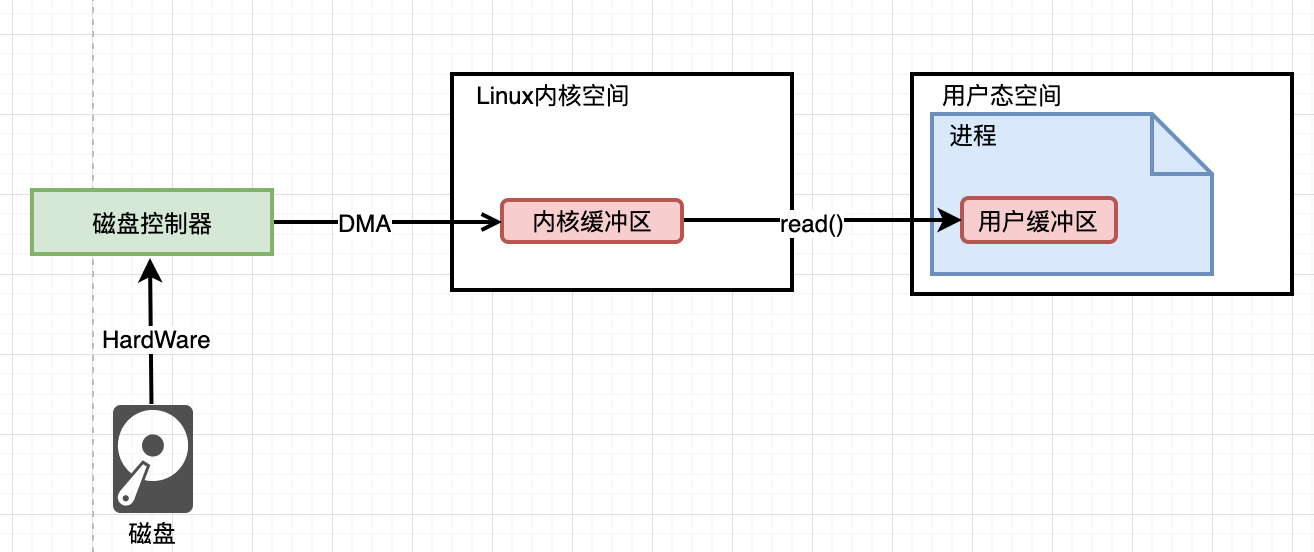 Linux内核空间
用户态空间
进程
磁盘控制器
DMA
内核缓冲区
read()
用户缓冲区
HardWare
磁盘